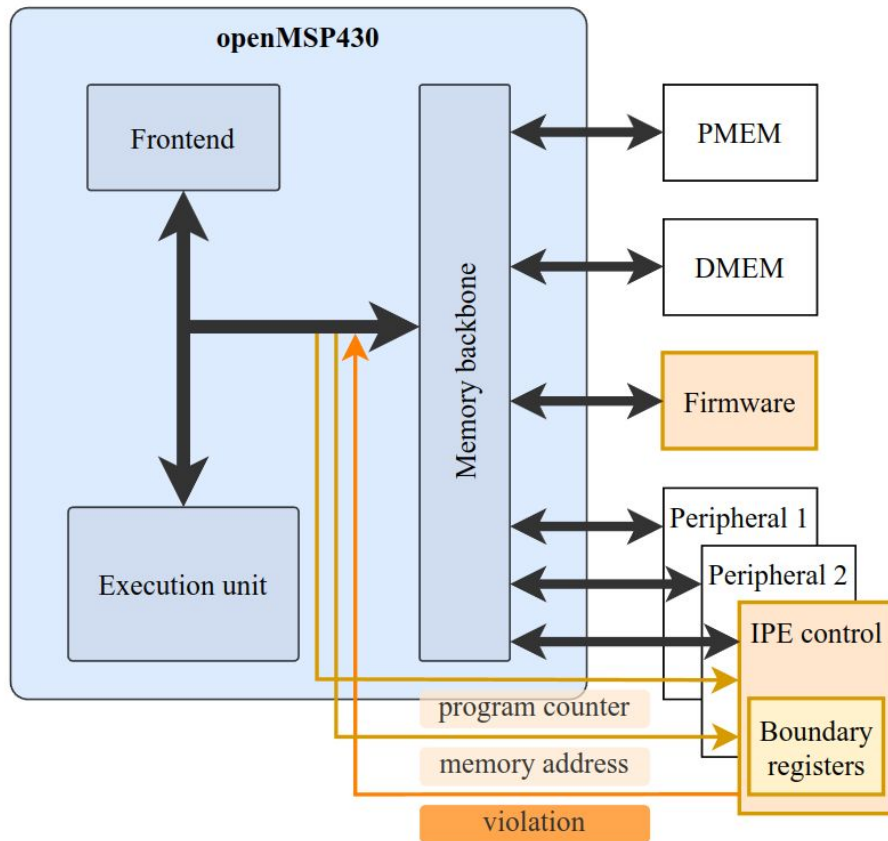 openMSP430
Frontend
PMEM
DMEM
Memory backbone
Firmware
Peripheral 1
Execution unit
Peripheral 2
IPE control
program counter
Boundary
registers
memory address
violation